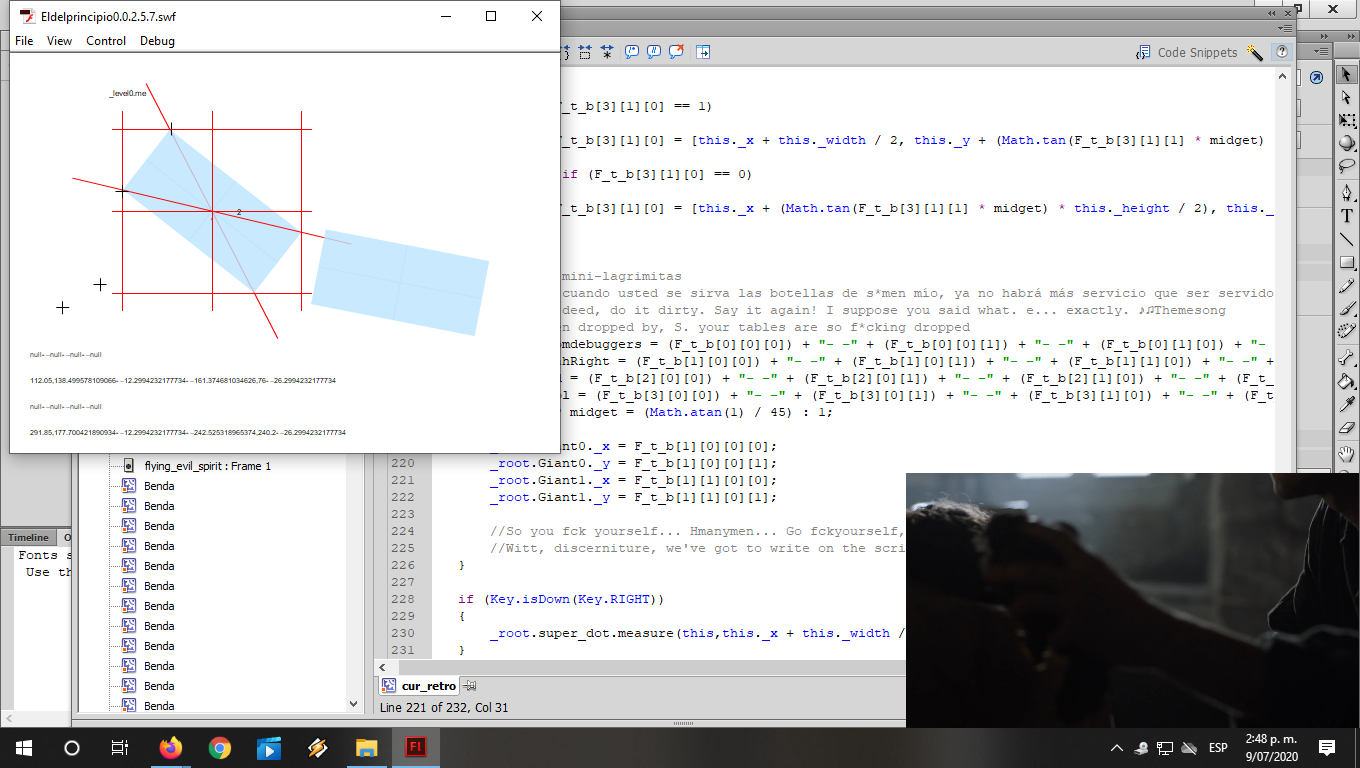 Eldelprincipio0.0.2.5.7.swf
File View Control Debug
_level0.me
2
null- –null- –null- –null
112.05,138.499578109066- –12.2994232177734- –161.374681034626,76- –26.2994232177734
null- –null- –null- –null
291.85,177.700421890934- –12.2994232177734- –242.525318965374,240.2- –26.2994232177734
Code Snippets
F_t_b[3][1][0] == 1)
F_t_b[3][1][0] = [this._x + this._width / 2, this._y + (Math.tan(F_t_b[3][1][1] * midget)
if (F_t_b[3][1][0] == 0)
F_t_b[3][1][0] = [this._x + (Math.tan(F_t_b[3][1][1] * midget) * this._height / 2), this._
mini-lagrimitas
cuando usted se sirva las botellas de s*men mío, ya no habrá más servicio que ser servido
deed, do it dirty. Say it again! I suppose you said what. e... exactly. ♪♫Themesong
en dropped by, S. your tables are so f*cking dropped
omdebuggers = (F_t_b[0][0][0]) + "- –" + (F_t_b[0][0][1]) + "- –" + (F_t_b[0][1][0]) + "-
hRight = (F_t_b[1][0][0]) + "- –" + (F_t_b[1][0][1]) + "- –" + (F_t_b[1][1][0]) + "- –" +
l = (F_t_b[2][0][0]) + "- –" + (F_t_b[2][0][1]) + "- –" + (F_t_b[2][1][0]) + "- –" + (F_t_
ol = (F_t_b[3][0][0]) + "- –" + (F_t_b[3][0][1]) + "- –" + (F_t_b[3][1][0]) + "- –" + (F_t
midget = (Math.atan(1) / 45) : 1;
ant0._x = F_t_b[1][0][0][0];
220 _root.Giant0._y = F_t_b[1][0][0][1];
221 _root.Giant1._x = F_t_b[1][1][0][0];
222 _root.Giant1._y = F_t_b[1][1][0][1];
223
224 //So you fck yourself... Hmanymen... Go fckyourself,
225 //Witt, discerniture, we've got to write on the scri
226 }
227
228 if (Key.isDown(Key.RIGHT))
229 {
230 _root.super_dot.measure(this,this._x + this._width /
231 }
flying_evil_spirit : Frame 1
Benda
Benda
Benda
Benda
Benda
Benda
Benda
Benda
Benda
Benda
Benda
Benda
Timeline O
Fonts s
Use th
cur_retro
Line 221 of 232, Col 31
T
Fl
ESP
2:48 p. m.
9/07/2020